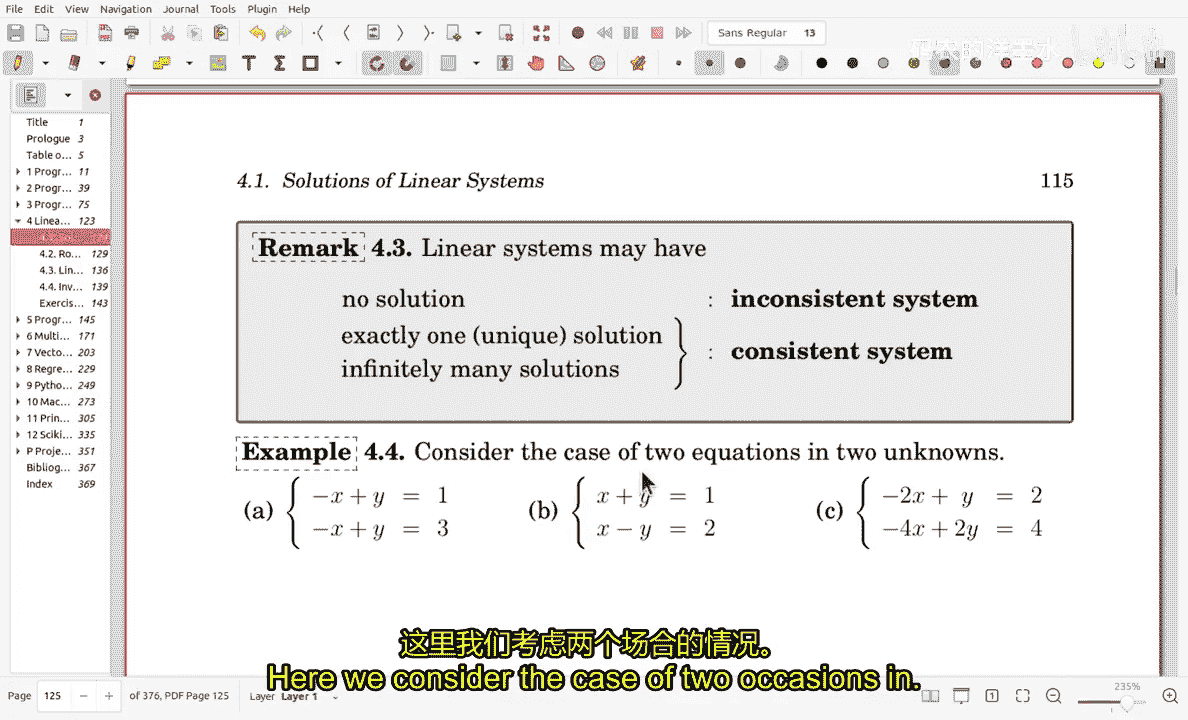 File Edit View Navigation Journal Tools Plugin Help
Sans Regular 13
Title 1
Prologue 3
Table o... 5
1 Progr... 11
2 Progr... 39
3 Progr... 75
4 Linea... 123
4.2. Ro... 129
4.3. Lin... 136
4.4. Inv... 139
Exercis... 143
5 Progr... 145
6 Multi... 171
7 Vecto... 203
8 Regre... 229
9 Pytho... 249
10 Mac... 273
11 Prin... 305
12 Sciki... 335
P Proje... 351
Bibliog... 367
Index 369
4.1. Solutions of Linear Systems 115
Remark 4.3. Linear systems may have
no solution : inconsistent system
exactly one (unique) solution
infinitely many solutions } : consistent system
Example 4.4. Consider the case of two equations in two unknowns.
(a) { −x + y = 1
−x + y = 3
(b) { x + y = 1
x − y = 2
(c) { −2x + y = 2
−4x + 2y = 4
这里我们考虑两个场合的情况。
Here we consider the case of two occasions in.
Page 125 − + of 376, PDF Page 125 Layer Layer 1
235%